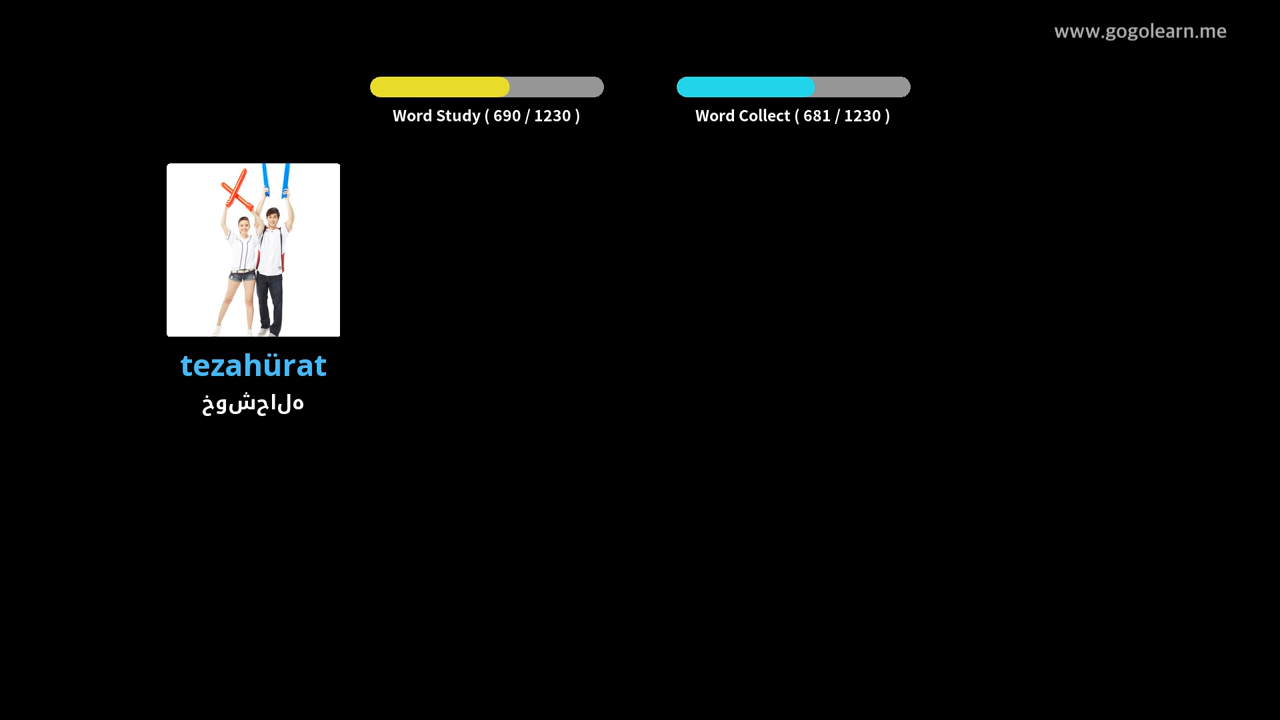 www.gogolearn.me
Word Study ( 690 / 1230 )
Word Collect ( 681 / 1230 )
tezahürat
خوشحاله